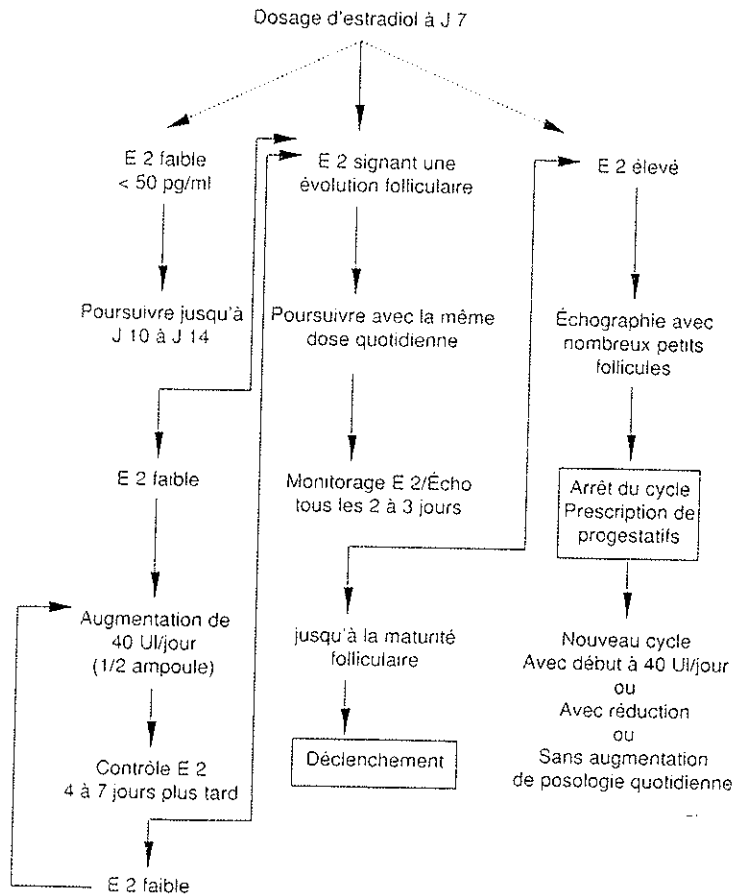 Dosage d'estradiol à J 7
E 2 faible
< 50 pg/ml
Poursuivre jusqu'à
J 10 à J 14
E 2 faible
Augmentation de
40 UI/jour
(1/2 ampoule)
Contrôle E 2
4 à 7 jours plus tard
E 2 faible
E 2 signant une
évolution folliculaire
Poursuivre avec la même
dose quotidienne
Monitorage E 2/Écho
tous les 2 à 3 jours
jusqu'à la maturité
folliculaire
Déclenchement
E 2 élevé
Échographie avec
nombreux petits
follicules
Arrêt du cycle
Prescription de
progestatifs
Nouveau cycle
Avec début à 40 UI/jour
ou
Avec réduction
ou
Sans augmentation
de posologie quotidienne